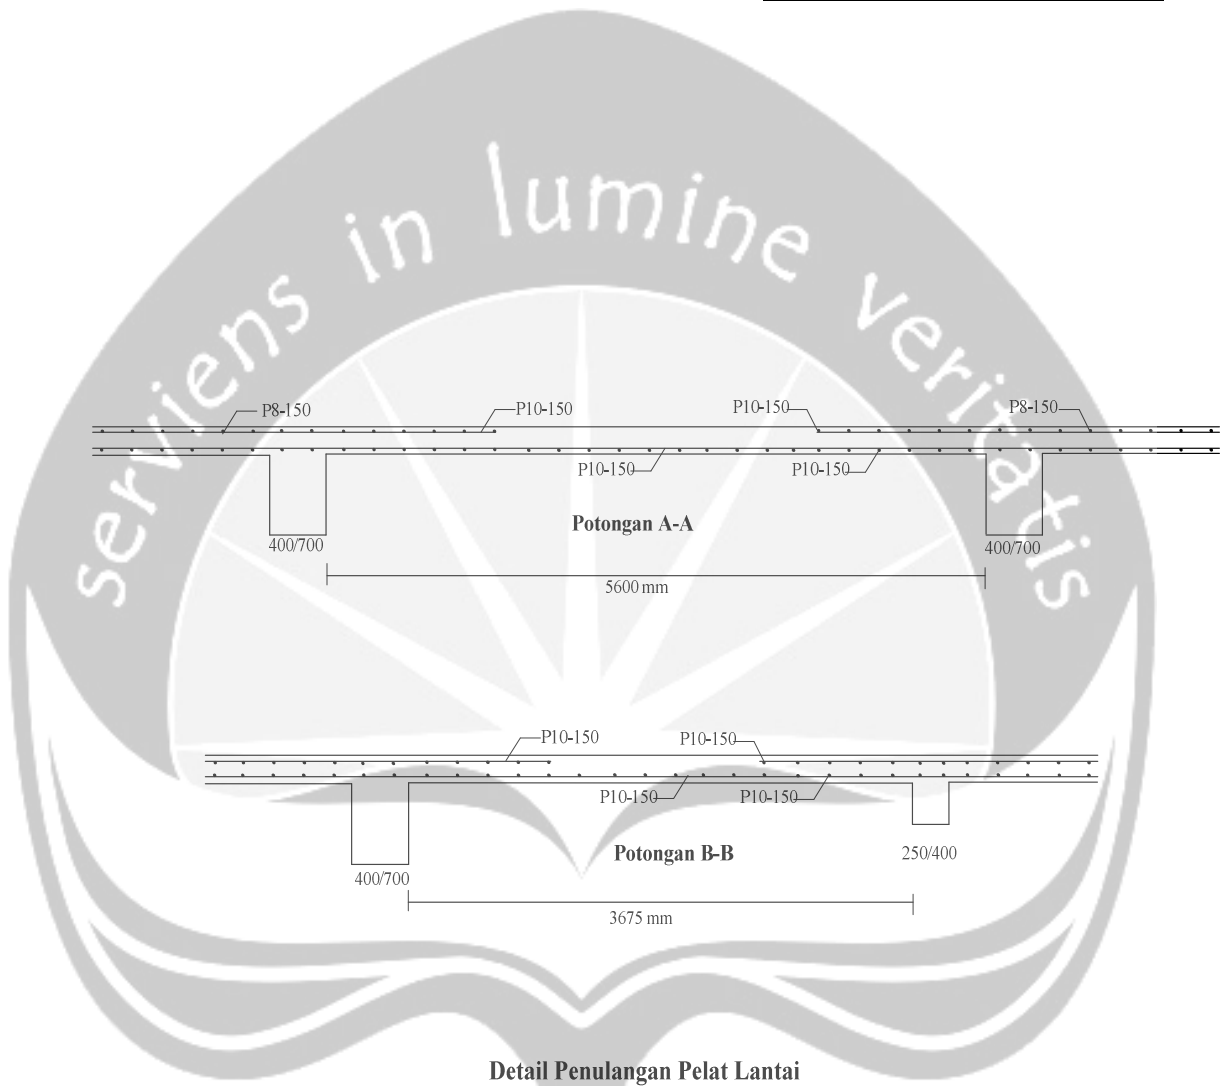 serviens in lumine veritatis
P8-150
P10-150
P10-150
P8-150
P10-150
P10-150
Potongan A-A
400/700
400/700
5600 mm
P10-150
P10-150
P10-150
P10-150
Potongan B-B
250/400
400/700
3675 mm
Detail Penulangan Pelat Lantai